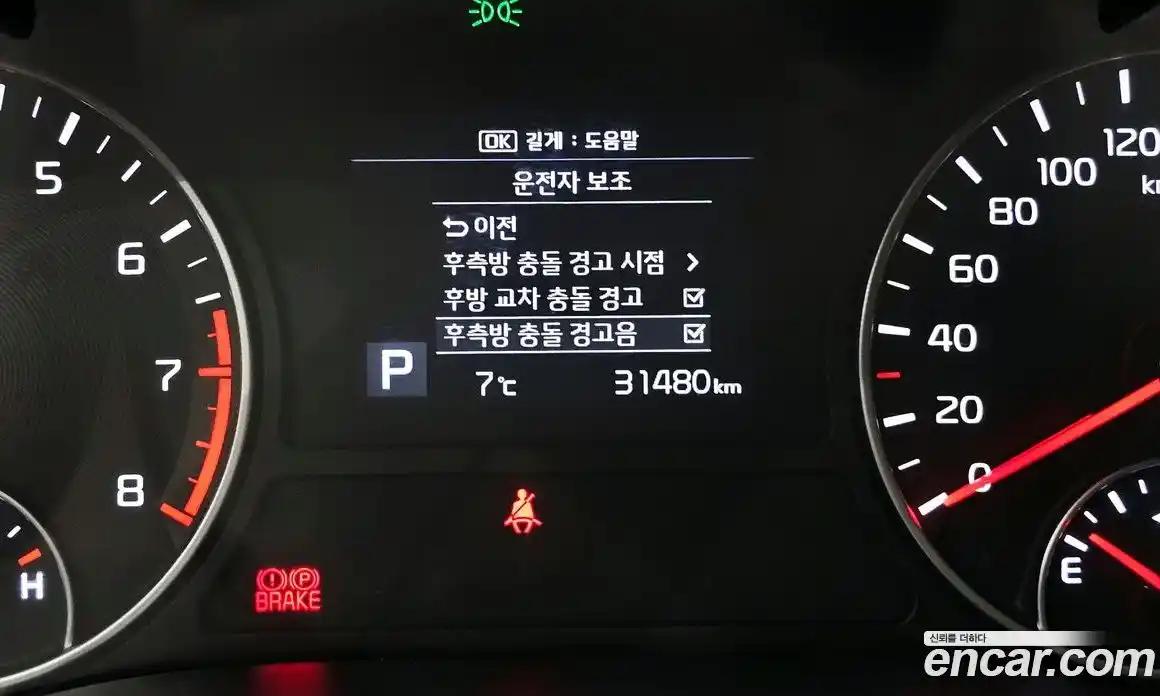 OK 길게 : 도움말
운전자 보조
이전
후측방 충돌 경고 시점
후방 교차 충돌 경고
후측방 충돌 경고음
P
7℃ 31480km
5
6
7
8
H
BRAKE
120
100
80
60
40
20
0
E
신뢰를 더하다
encar.com